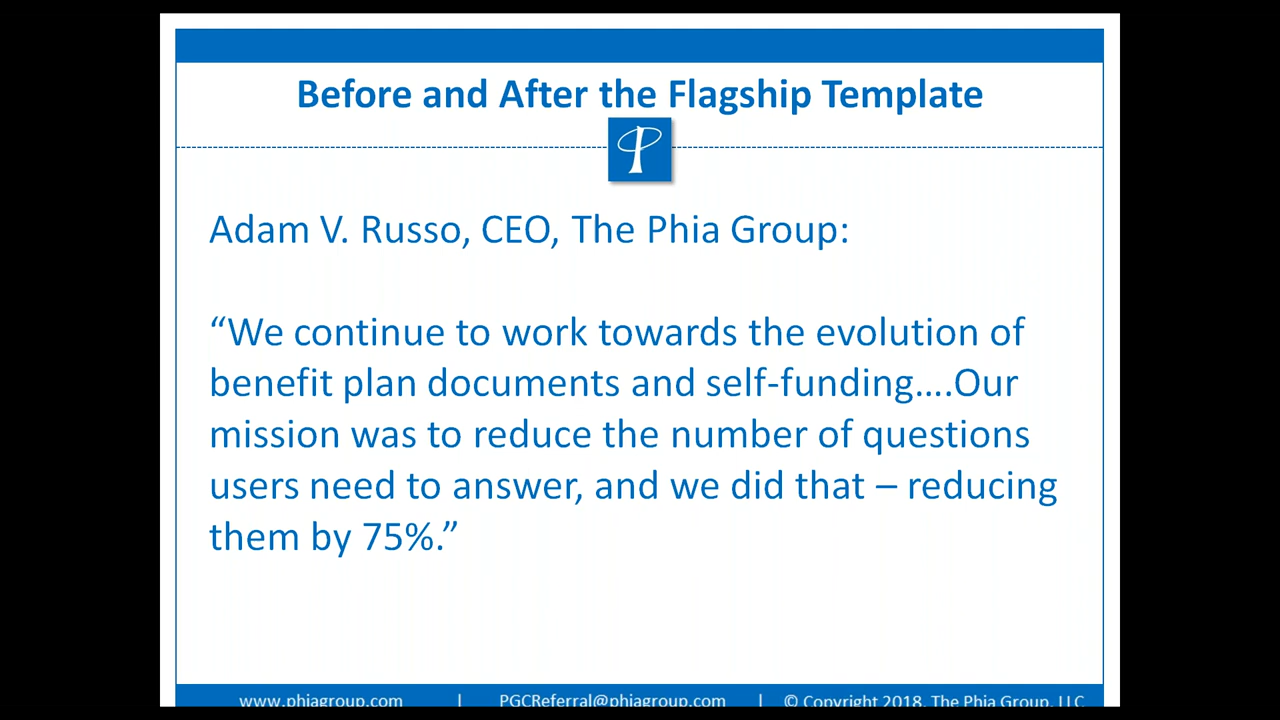 Before and After the Flagship Template
P
Adam V. Russo, CEO, The Phia Group:
“We continue to work towards the evolution of
benefit plan documents and self-funding....Our
mission was to reduce the number of questions
users need to answer, and we did that – reducing
them by 75%.”
www.phiagroup.com | PGCReferral@phiagroup.com | © Copyright 2018, The Phia Group, LLC